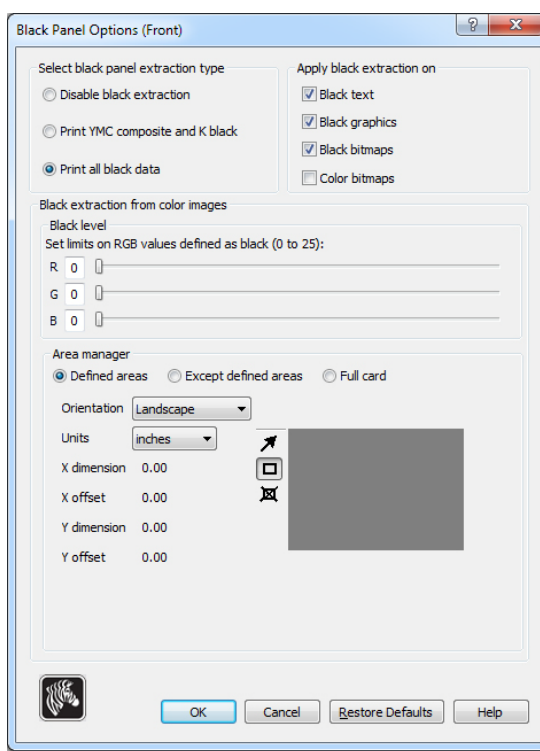 Black Panel Options (Front)
Select black panel extraction type
Disable black extraction
Print YMC composite and K black
Print all black data
Apply black extraction on
Black text
Black graphics
Black bitmaps
Color bitmaps
Black extraction from color images
Black level
Set limits on RGB values defined as black (0 to 25):
R 0
G 0
B 0
Area manager
Defined areas Except defined areas Full card
Orientation Landscape
Units inches
X dimension 0.00
X offset 0.00
Y dimension 0.00
Y offset 0.00
OK Cancel Restore Defaults Help